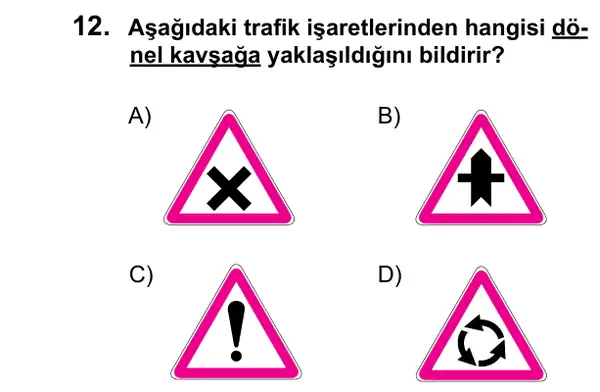 12. Aşağıdaki trafik işaretlerinden hangisi dö-
nel kavşağa yaklaşıldığını bildirir?
A)
B)
C)
D)